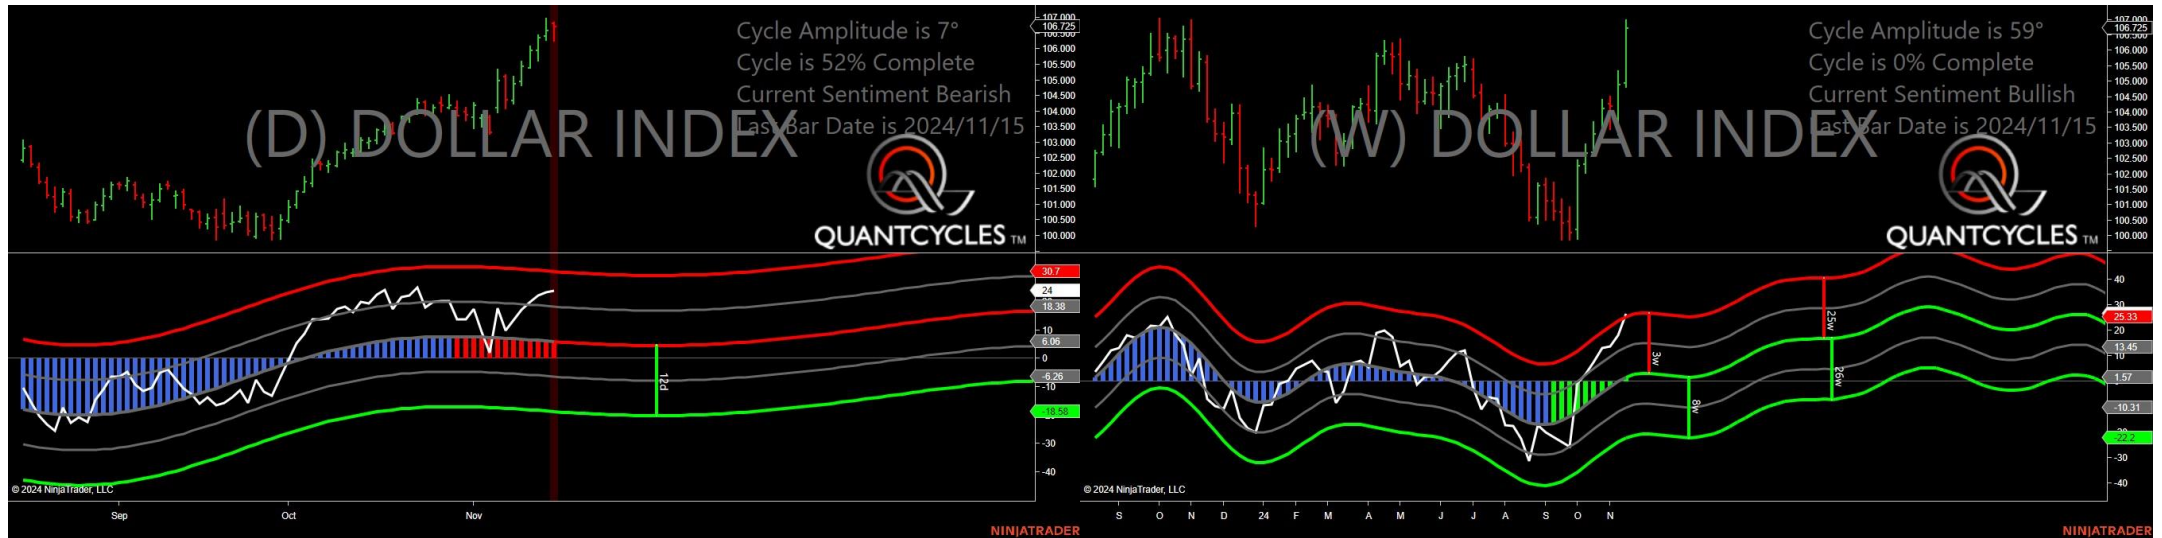 Cycle Amplitude is 7°
Cycle is 52% Complete
Current Sentiment Bearish
Last Bar Date is 2024/11/15
(D) DOLLAR INDEX
QUANTCYCLES TM
107.000
106.725
106.500
106.000
105.500
105.000
104.500
104.000
103.500
103.000
102.500
102.000
101.500
101.000
100.500
100.000
30.7
24
18.38
10
6.06
0
-6.26
-10
-18.58
-30
-40
12d
© 2024 NinjaTrader, LLC
Sep
Oct
Nov
NINJATRADER
Cycle Amplitude is 59°
Cycle is 0% Complete
Current Sentiment Bullish
Last Bar Date is 2024/11/15
(W) DOLLAR INDEX
QUANTCYCLES TM
107.000
106.725
106.500
106.000
105.500
105.000
104.500
104.000
103.500
103.000
102.500
102.000
101.500
101.000
100.500
100.000
40
30
25.33
20
13.45
10
1.57
-10.31
-22.2
-30
-40
3w
8w
25w
26w
© 2024 NinjaTrader, LLC
S O N D 24 F M A M J J A S O N
NINJATRADER